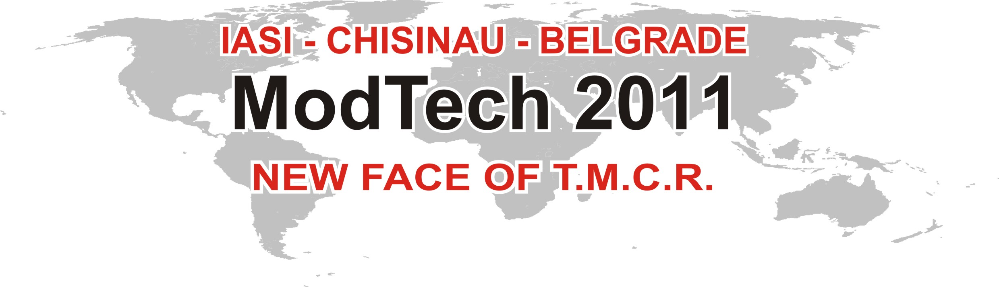 IASI - CHISINAU - BELGRADE
ModTech 2011
NEW FACE OF T.M.C.R.